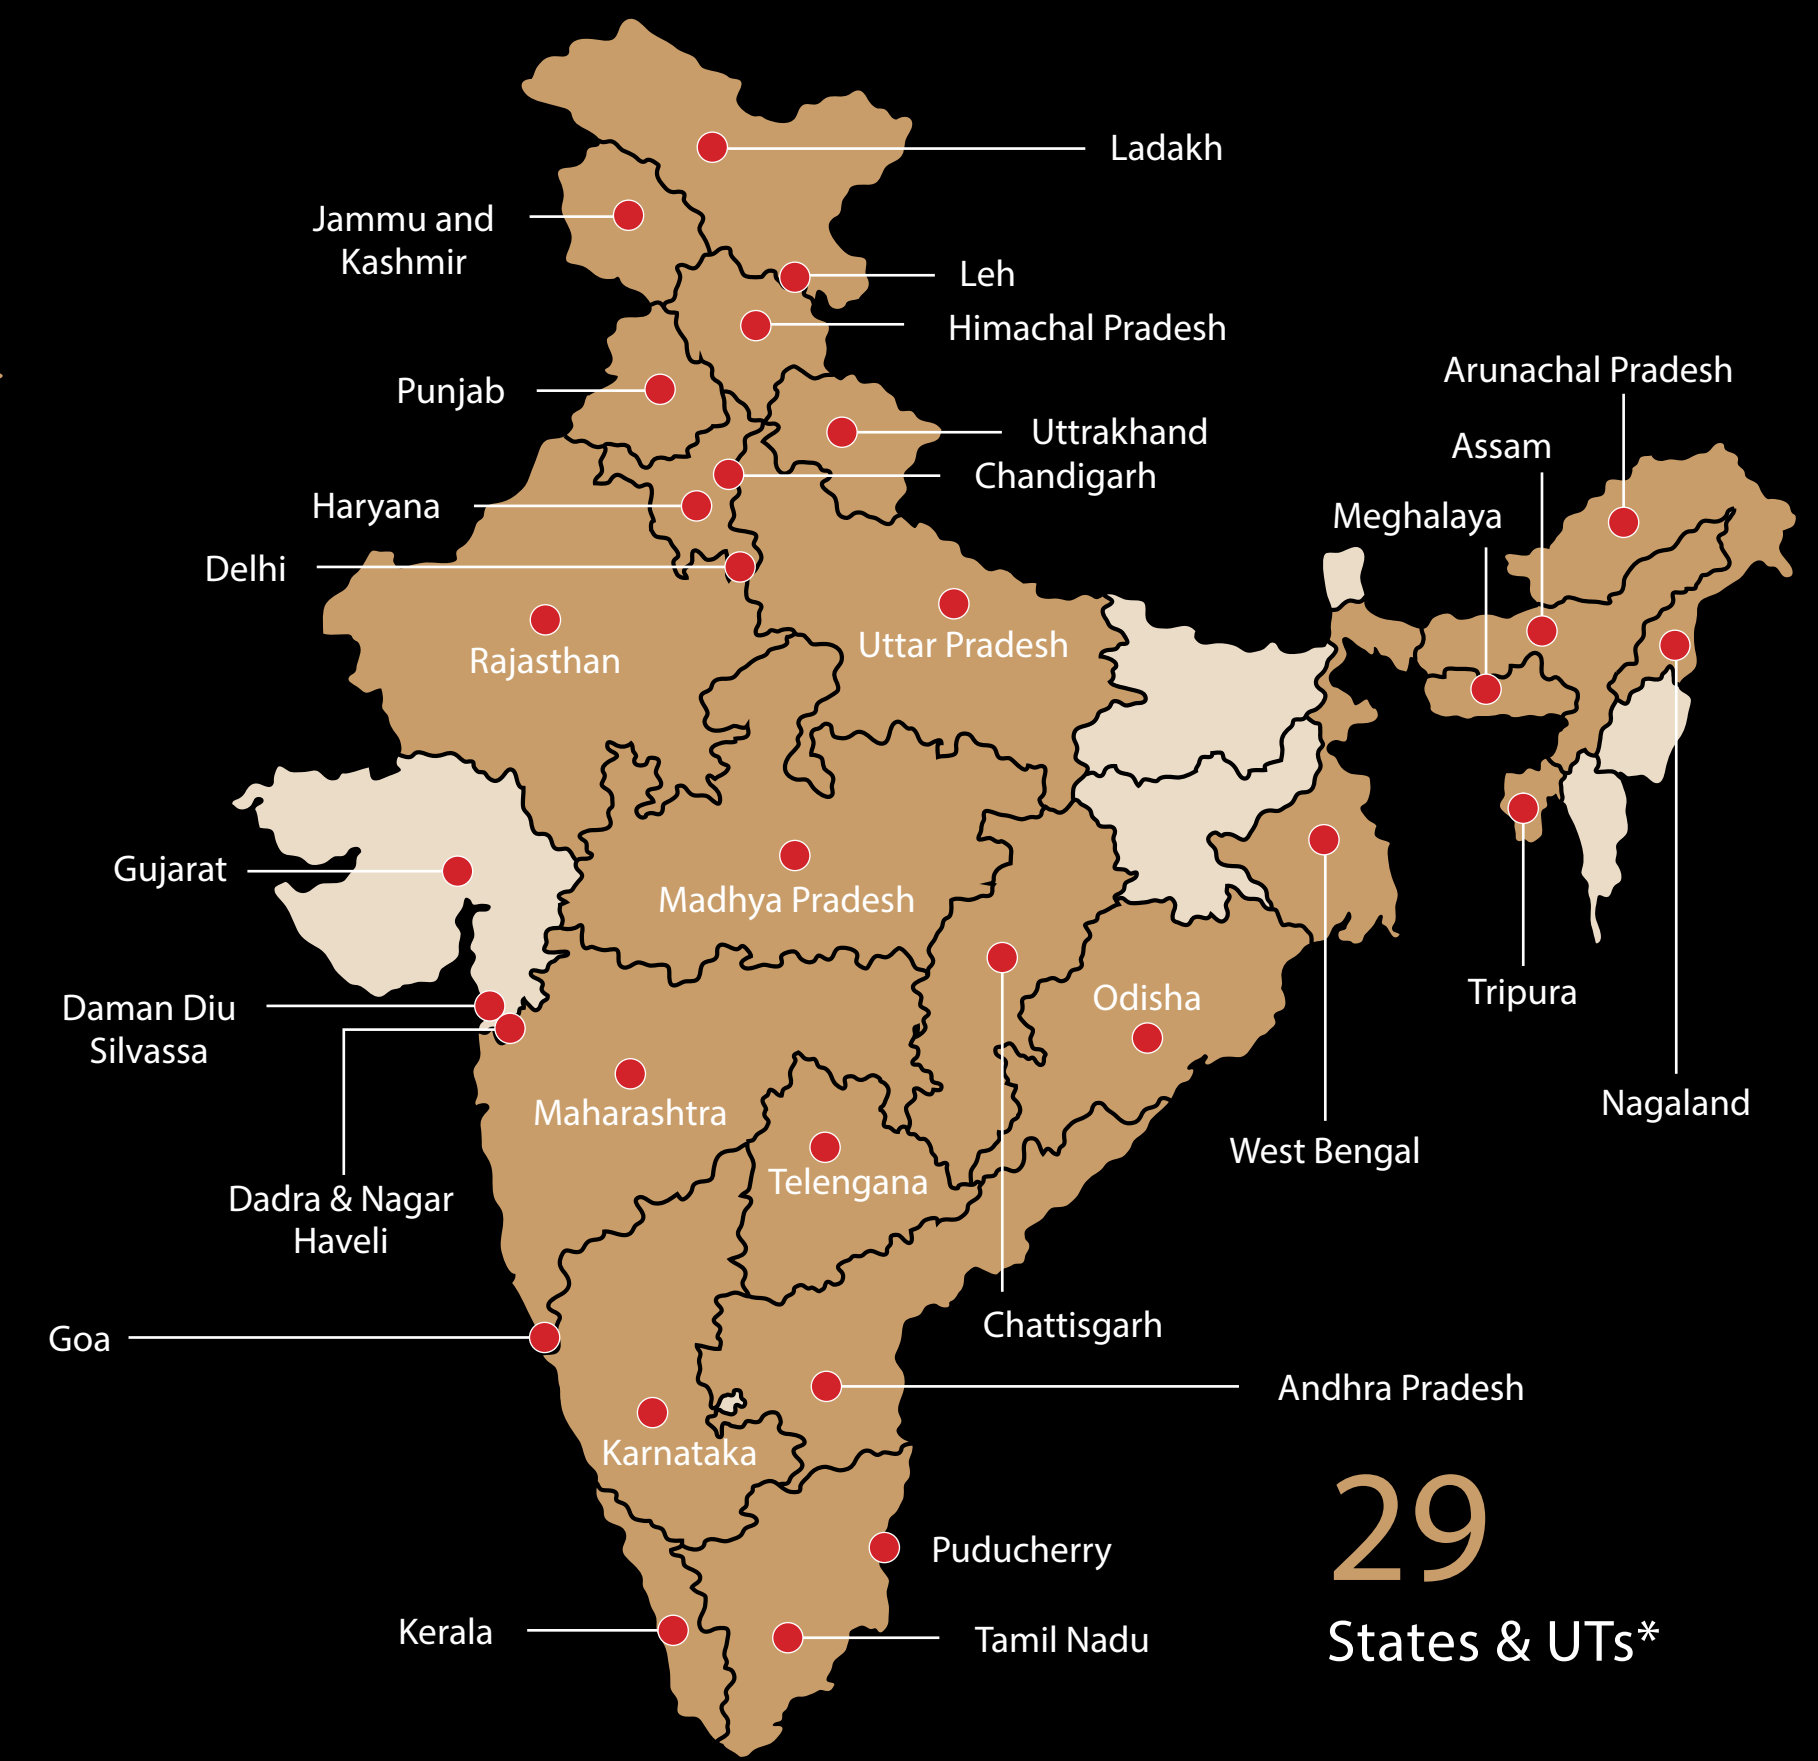 Ladakh
Jammu and
Kashmir
Leh
Himachal Pradesh
Arunachal Pradesh
Punjab
Uttrakhand
Assam
Chandigarh
Haryana
Meghalaya
Delhi
Uttar Pradesh
Rajasthan
Gujarat
Madhya Pradesh
Tripura
Odisha
Daman Diu
Silvassa
Nagaland
Maharashtra
West Bengal
Telengana
Dadra & Nagar
Haveli
Chattisgarh
Goa
Andhra Pradesh
Karnataka
29
States & UTs*
Puducherry
Kerala
Tamil Nadu